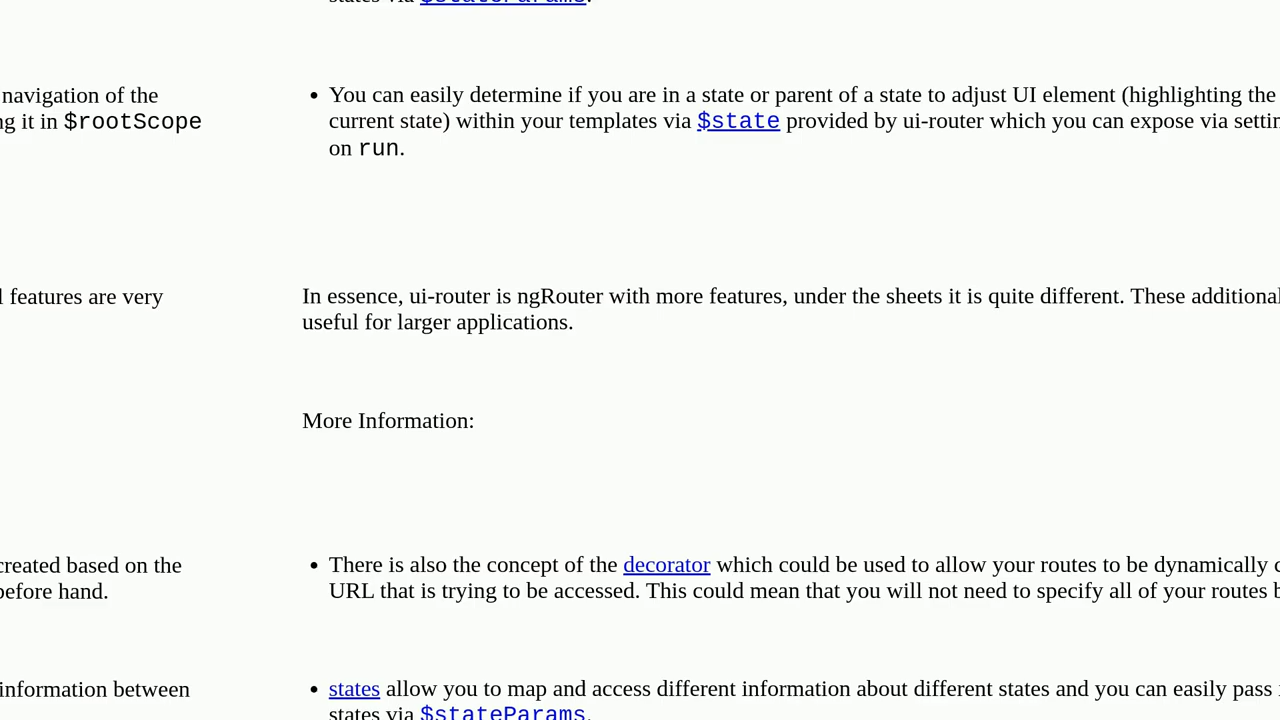 states via $stateParams.
navigation of the
ng it in $rootScope
• You can easily determine if you are in a state or parent of a state to adjust UI element (highlighting the
current state) within your templates via $state provided by ui-router which you can expose via settin
on run.
l features are very
In essence, ui-router is ngRouter with more features, under the sheets it is quite different. These additional
useful for larger applications.
More Information:
created based on the
before hand.
• There is also the concept of the decorator which could be used to allow your routes to be dynamically c
URL that is trying to be accessed. This could mean that you will not need to specify all of your routes b
information between
• states allow you to map and access different information about different states and you can easily pass i
states via $stateParams.